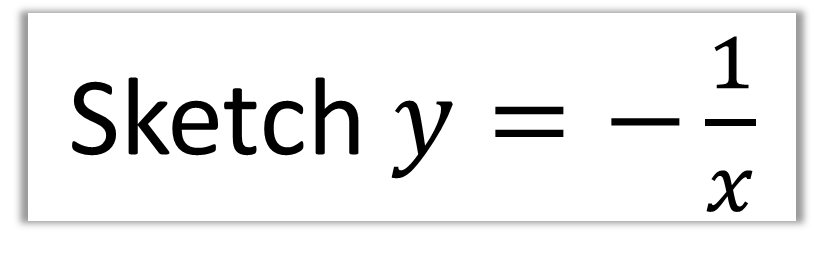 Sketch y = − 1/x